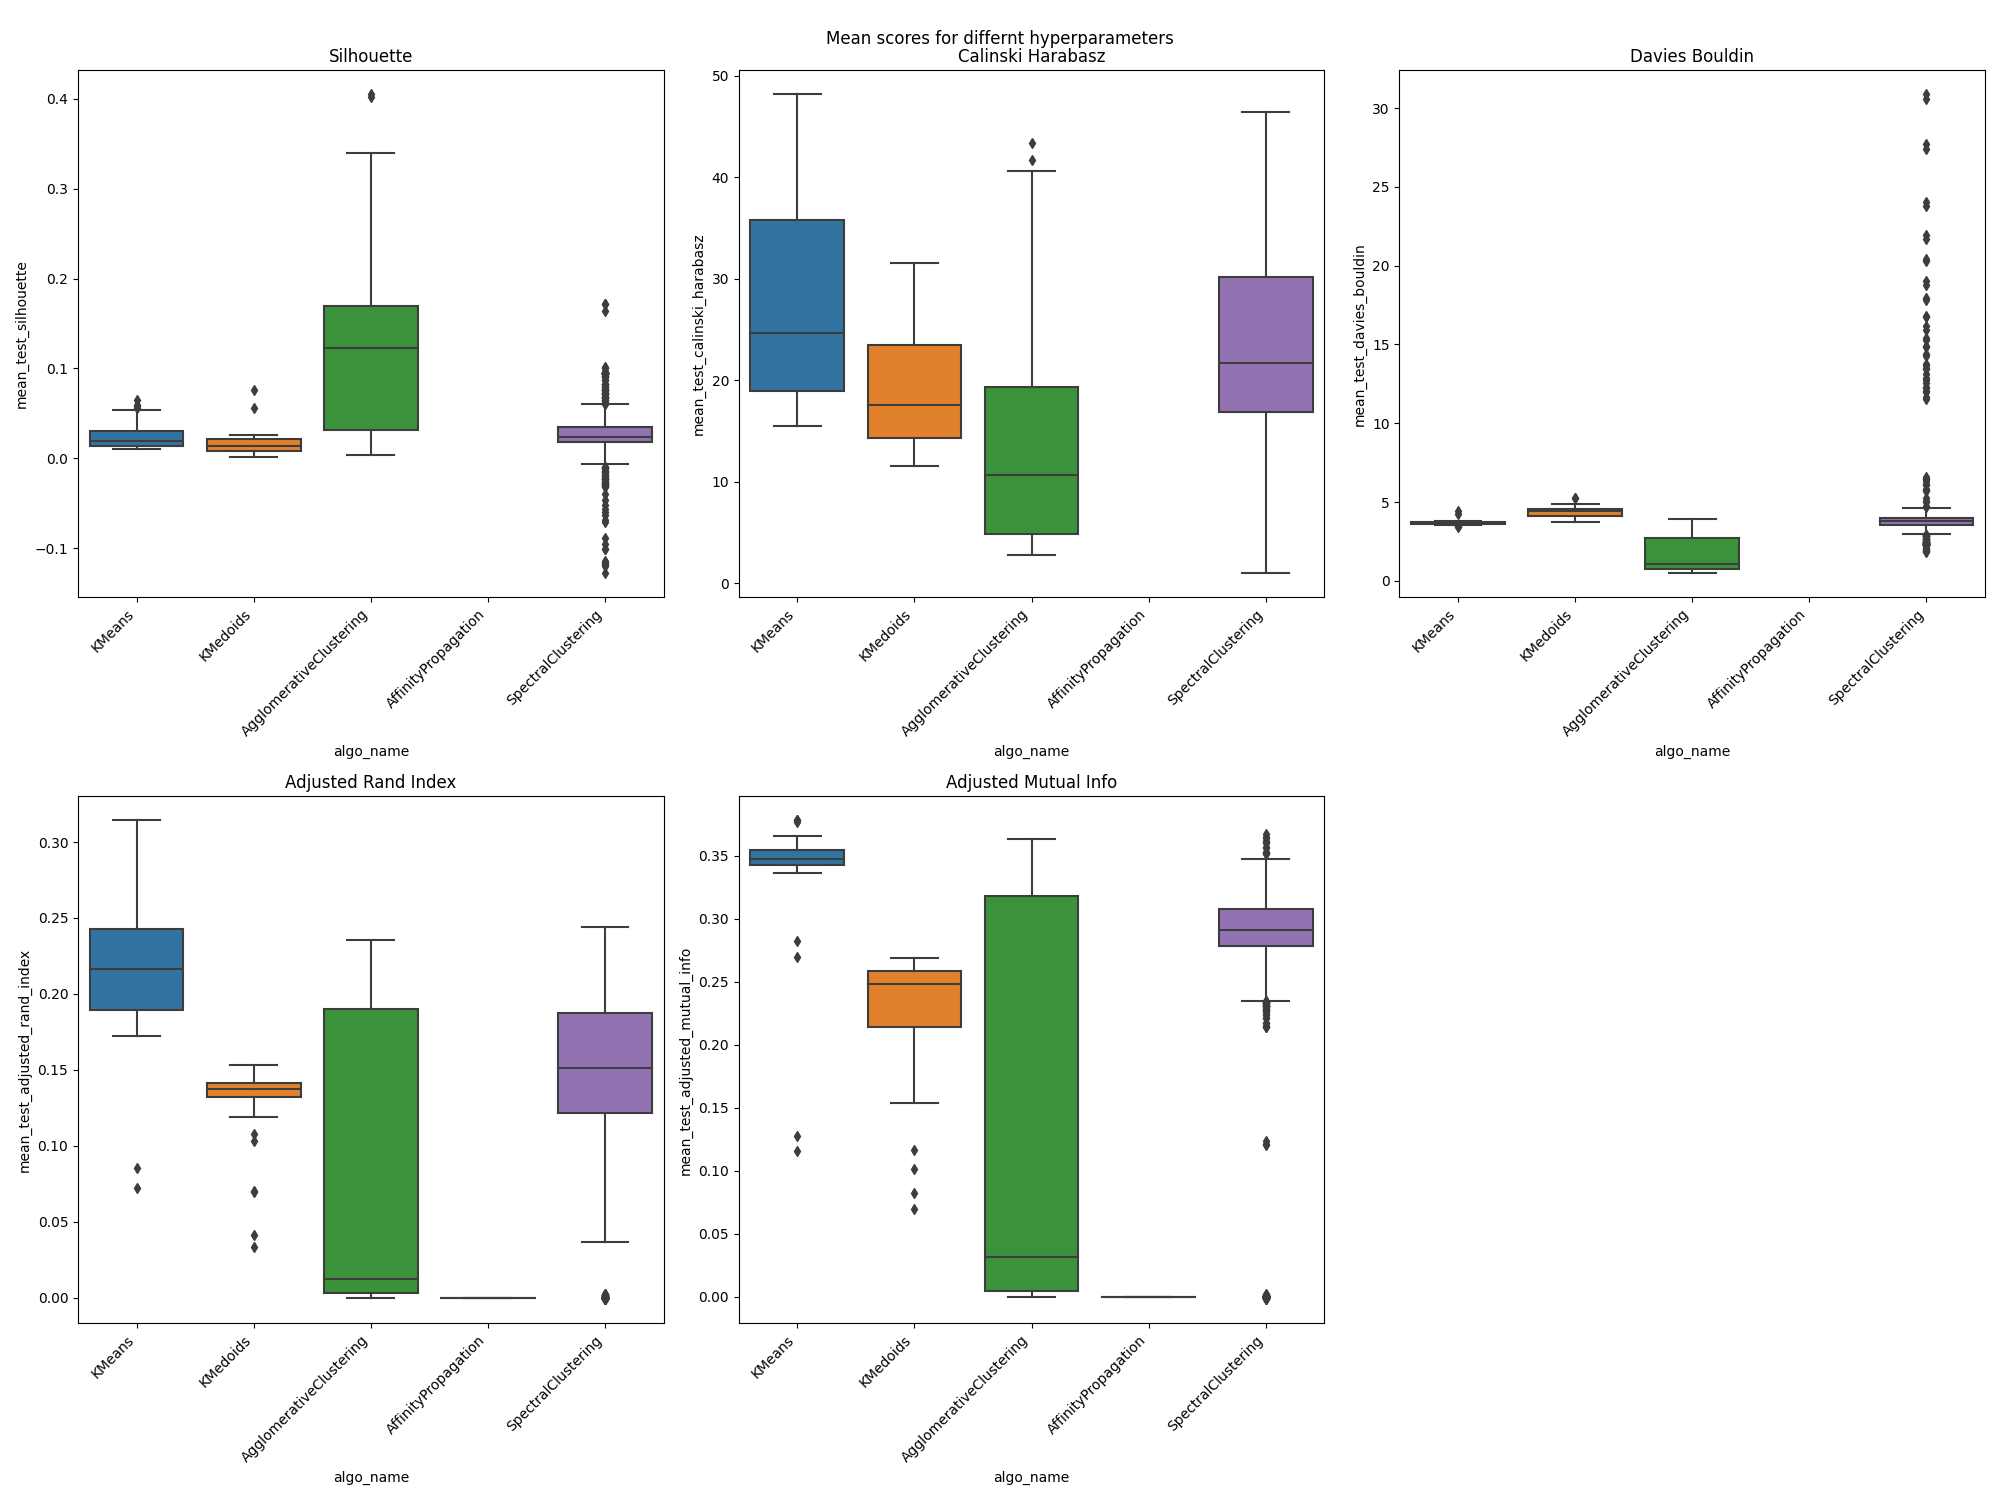 Mean scores for differnt hyperparameters
Silhouette
mean_test_silhouette
0.4
0.3
0.2
0.1
0.0
−0.1
KMeans
KMedoids
AgglomerativeClustering
AffinityPropagation
SpectralClustering
algo_name
Calinski Harabasz
mean_test_calinski_harabasz
50
40
30
20
10
0
KMeans
KMedoids
AgglomerativeClustering
AffinityPropagation
SpectralClustering
algo_name
Davies Bouldin
mean_test_davies_bouldin
30
25
20
15
10
5
0
KMeans
KMedoids
AgglomerativeClustering
AffinityPropagation
SpectralClustering
algo_name
Adjusted Rand Index
mean_test_adjusted_rand_index
0.30
0.25
0.20
0.15
0.10
0.05
0.00
KMeans
KMedoids
AgglomerativeClustering
AffinityPropagation
SpectralClustering
algo_name
Adjusted Mutual Info
mean_test_adjusted_mutual_info
0.35
0.30
0.25
0.20
0.15
0.10
0.05
0.00
KMeans
KMedoids
AgglomerativeClustering
AffinityPropagation
SpectralClustering
algo_name